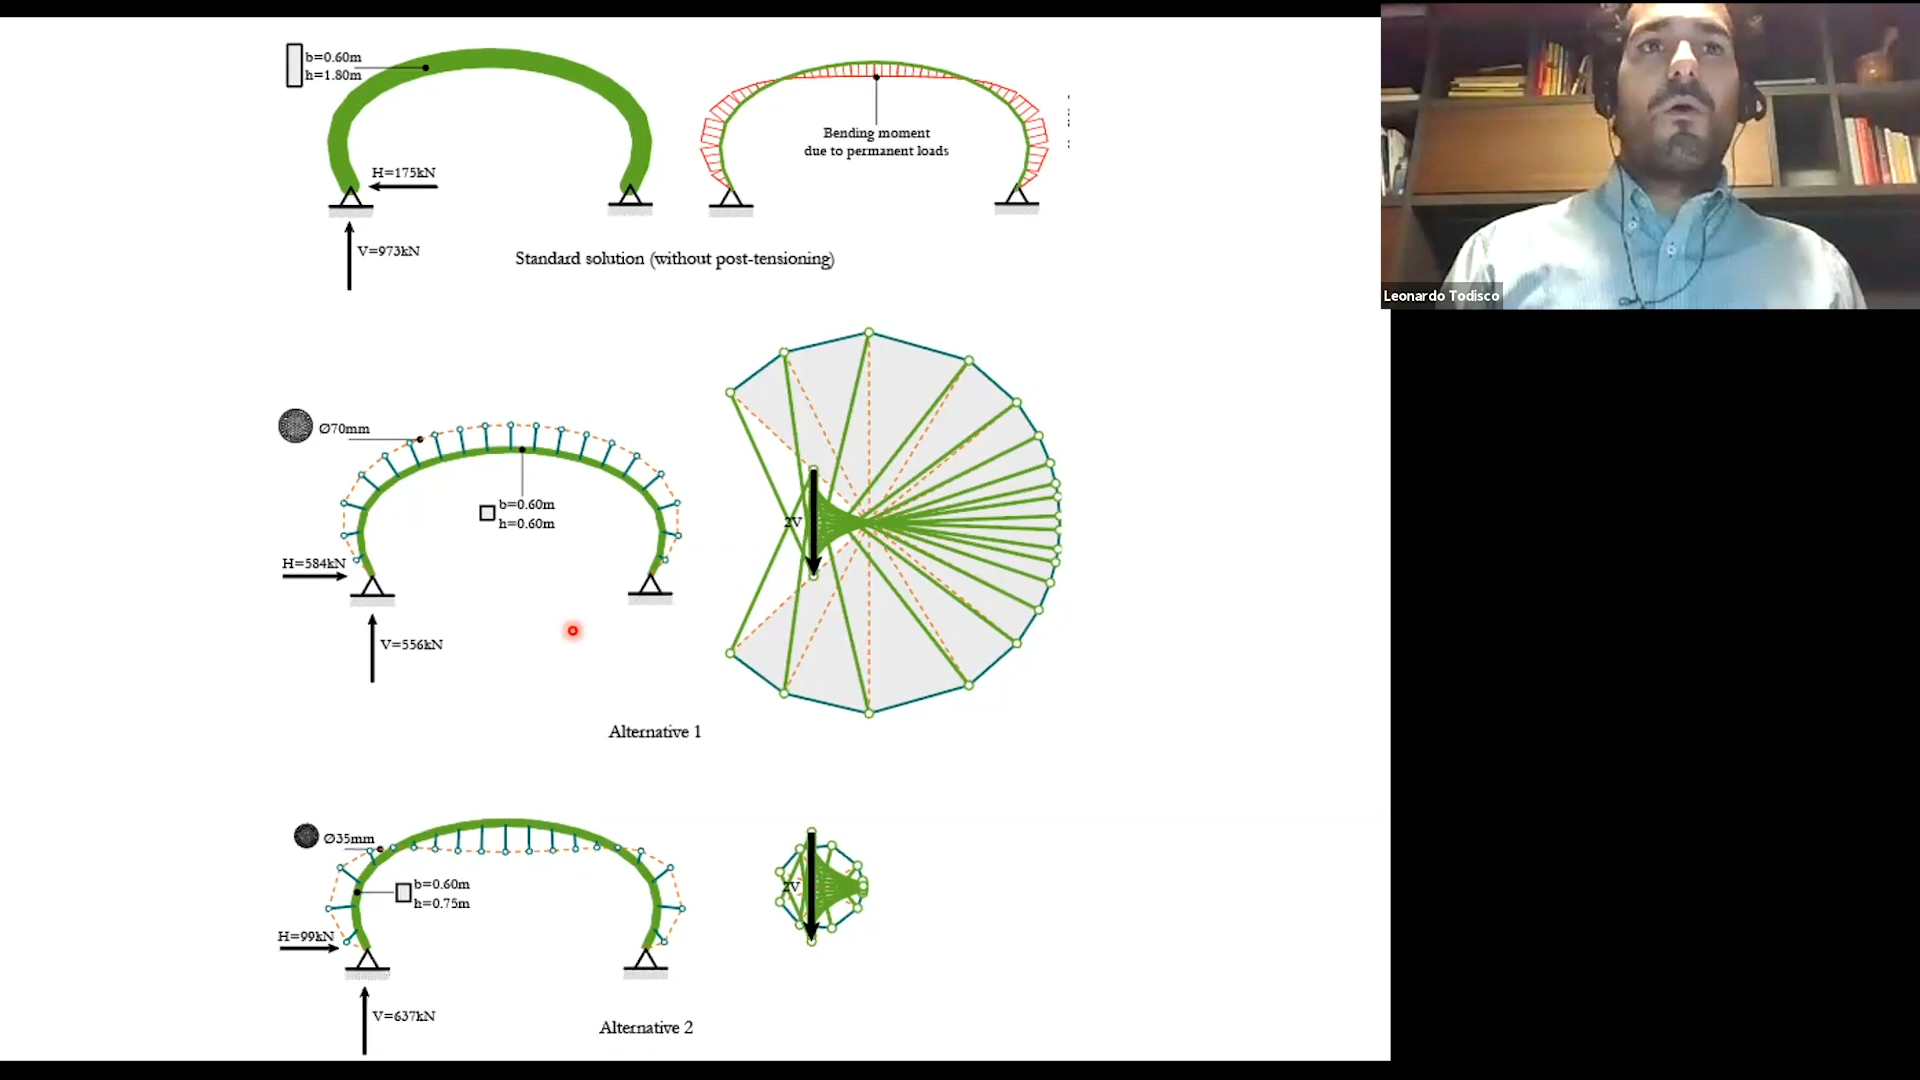 b=0.60m
h=1.80m
H=175kN
V=973kN
Bending moment
due to permanent loads
Standard solution (without post-tensioning)
Ø70mm
b=0.60m
h=0.60m
H=584kN
V=556kN
2V
Alternative 1
Ø35mm
b=0.60m
h=0.75m
H=99kN
V=637kN
2V
Alternative 2
Leonardo Todisco